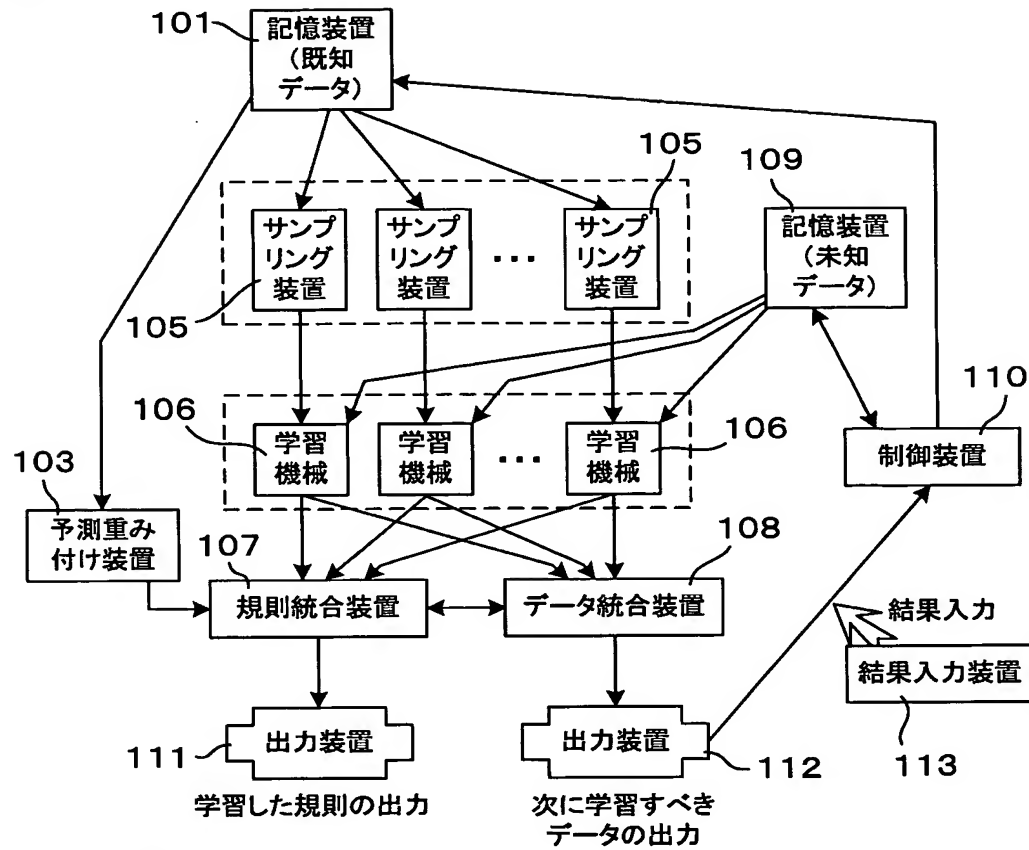 101
記憶装置
(既知
データ)
105
109
サンプ
リング
装置
サンプ
リング
装置
・・・
サンプ
リング
装置
記憶装置
(未知
データ)
105
106
学習
機械
学習
機械
・・・
学習
機械
106
110
制御装置
103
予測重み
付け装置
107
規則統合装置
108
データ統合装置
結果入力
結果入力装置
113
111
出力装置
出力装置
112
学習した規則の出力
次に学習すべき
データの出力